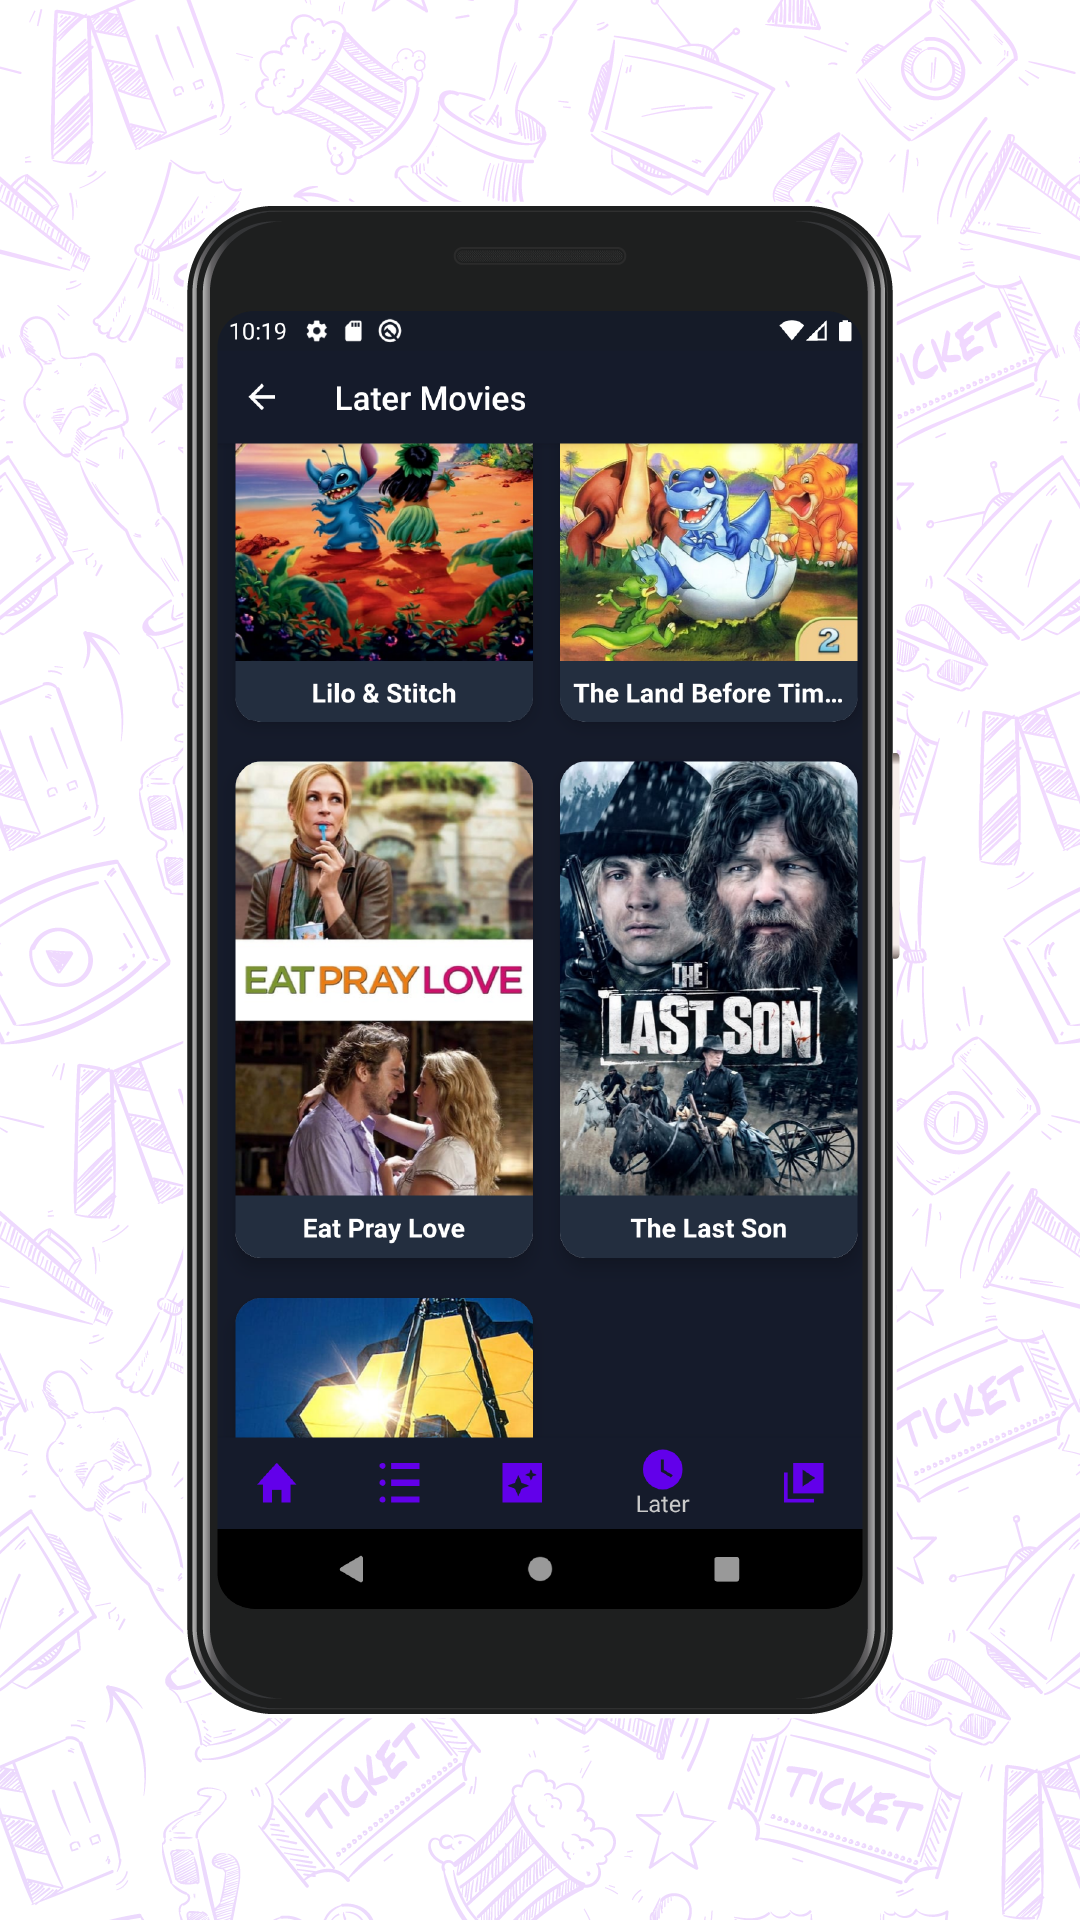 10:19
Later Movies
2
Lilo & Stitch
The Land Before Tim...
EAT PRAY LOVE
THE
LAST SON
Eat Pray Love
The Last Son
Later
TICKET
TICKET
TICKET
TICKET